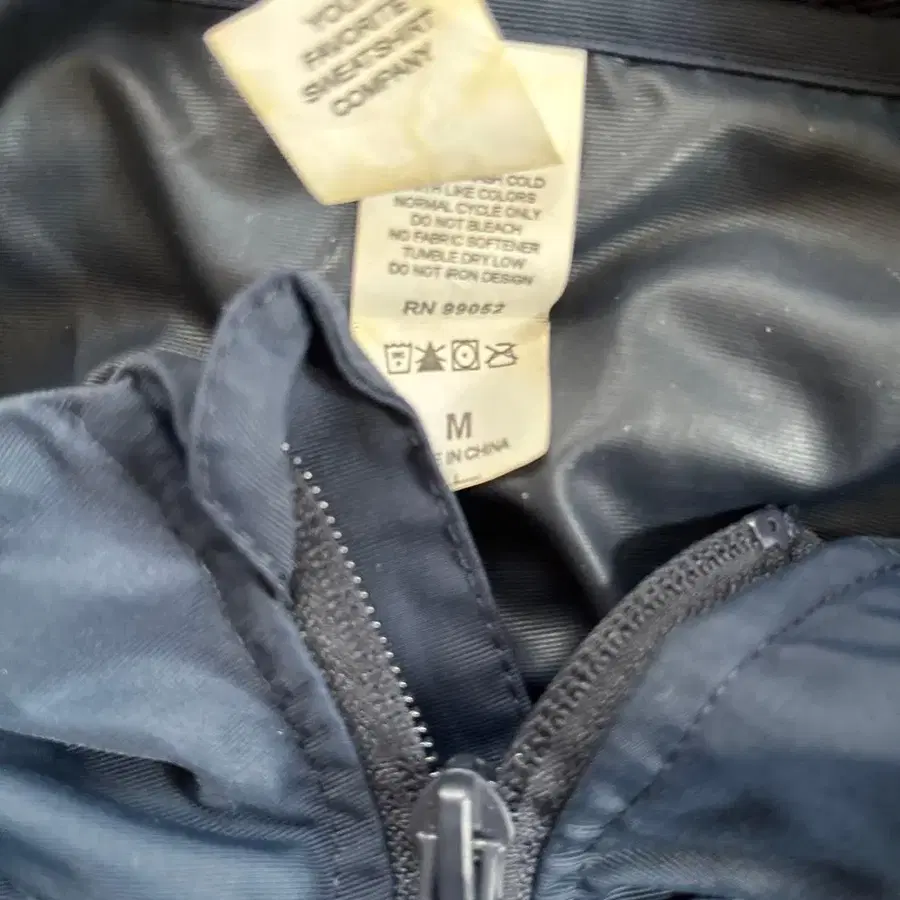 YOUR
FAVORITE
SWEATSHIRT
COMPANY
COLD
LIKE COLORS
NORMAL CYCLE ONLY
DO NOT BLEACH
NO FABRIC SOFTENER
TUMBLE DRY LOW
DO NOT IRON DESIGN
RN 99052
M
IN CHINA